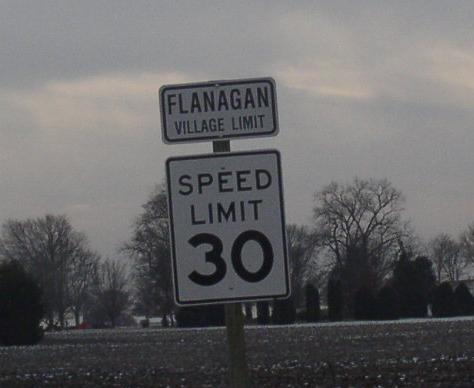 FLANAGAN
VILLAGE LIMIT
SPEED
LIMIT
30